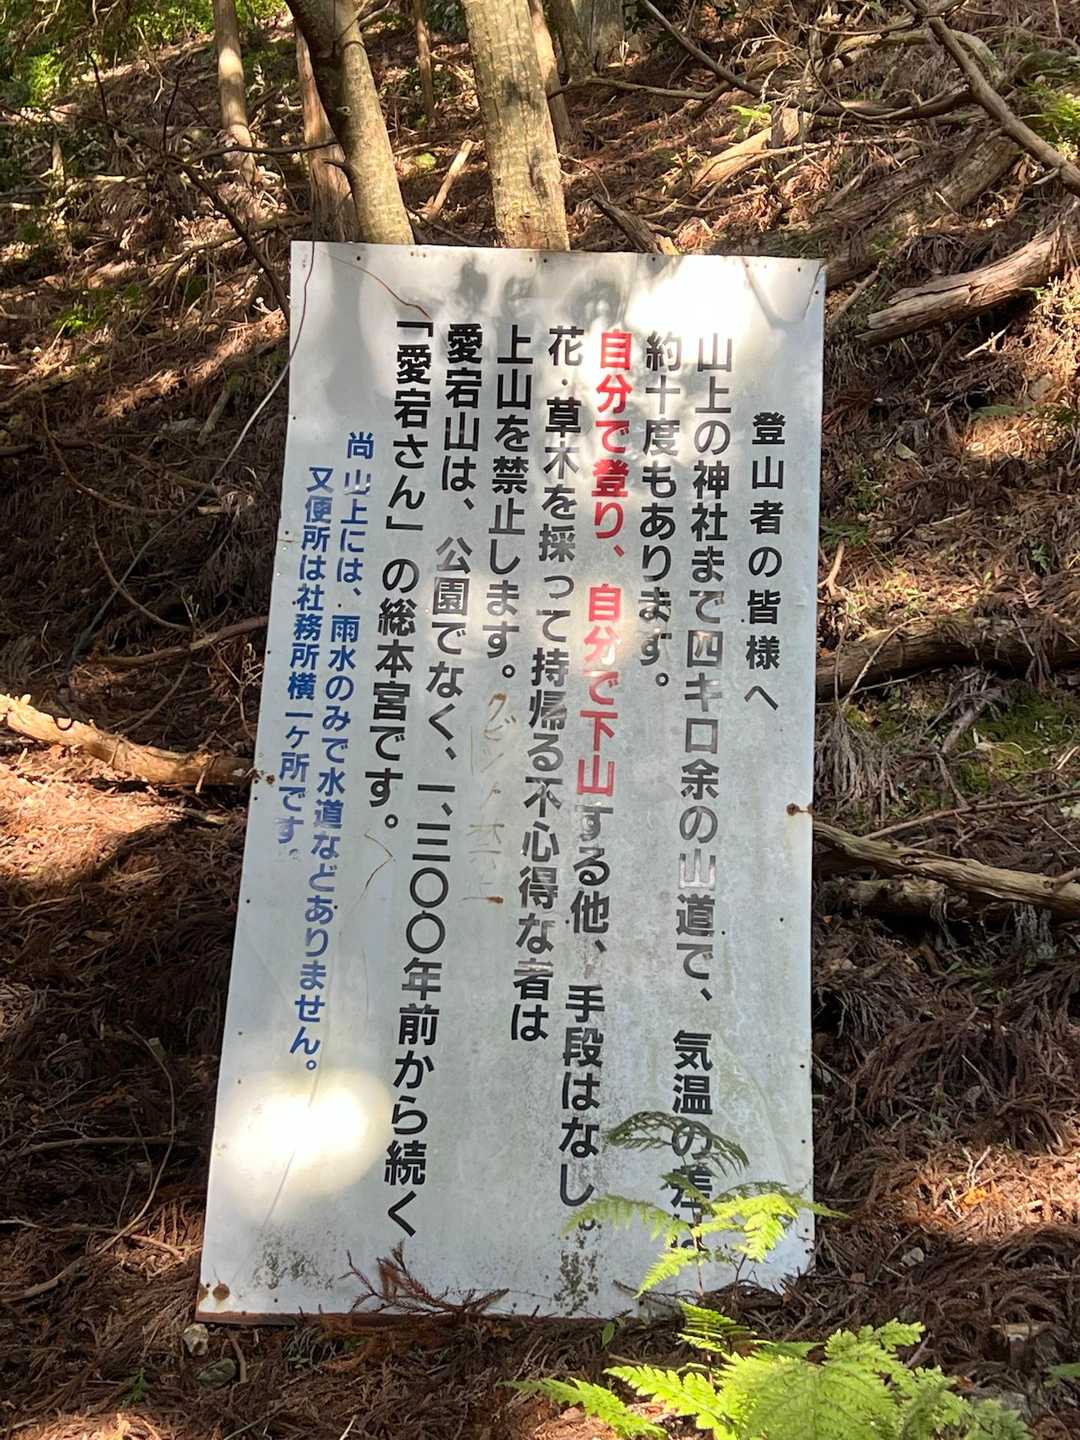 登山者の皆様へ
山上の神社まで四キロ余の山道で、気温の差は
約十度もあります。
自分で登り、自分で下山する他、手段はなし。
花・草木を採って持帰る不心得な者は
上山を禁止します。
愛宕山は、公園でなく、一、三〇〇年前から続く
「愛宕さん」の総本宮です。
尚山上には、雨水のみで水道などありません。
又便所は社務所横一ヶ所です。